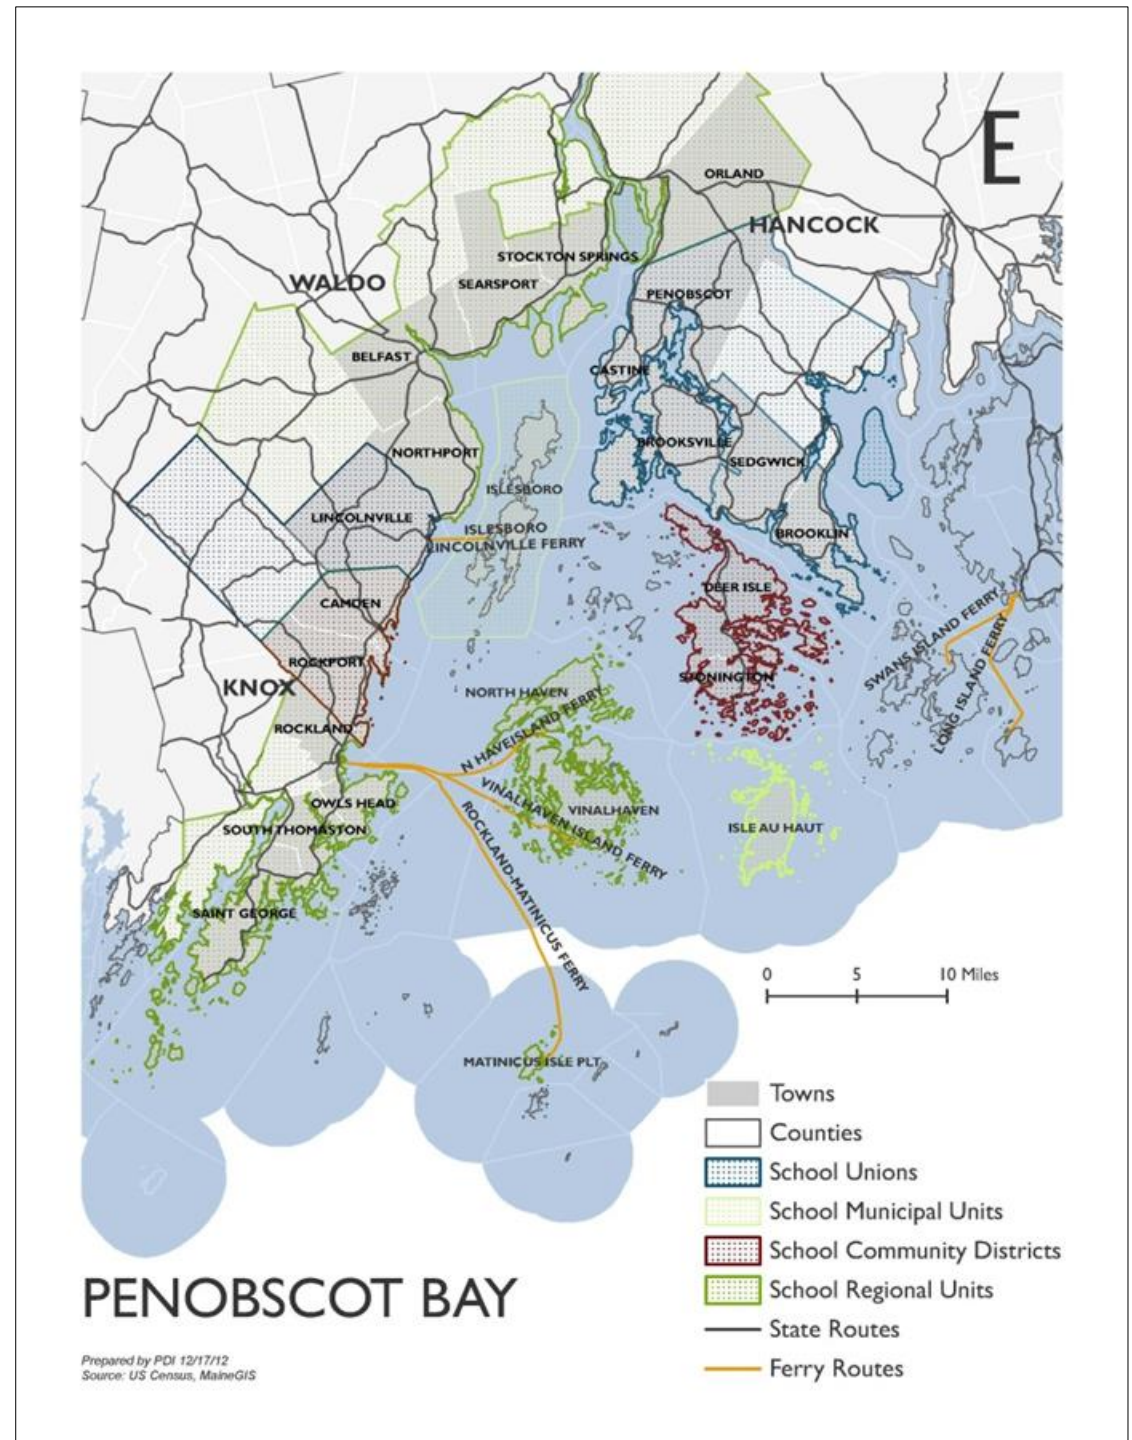 E
ORLAND
HANCOCK
STOCKTON SPRINGS
WALDO
SEARSPORT
PENOBSCOT
BELFAST
CASTINE
BROOKSVILLE
NORTHPORT
SEDGWICK
ISLESBORO
LINCOLNVILLE
ISLESBORO
LINCOLNVILLE FERRY
BROOKLIN
DEER ISLE
CAMDEN
SWANS ISLAND FERRY
LONG ISLAND FERRY
ROCKPORT
STONINGTON
KNOX
NORTH HAVEN
N HAVEISLAND FERRY
ROCKLAND
VINALHAVEN ISLAND FERRY
OWLS HEAD
VINALHAVEN
SOUTH THOMASTON
ISLE AU HAUT
ROCKLAND-MATINICUS FERRY
SAINT GEORGE
0 5 10 Miles
MATINICUS ISLE PLT
Towns
Counties
School Unions
School Municipal Units
School Community Districts
School Regional Units
State Routes
Ferry Routes
PENOBSCOT BAY
Prepared by PDI 12/17/12
Source: US Census, MaineGIS